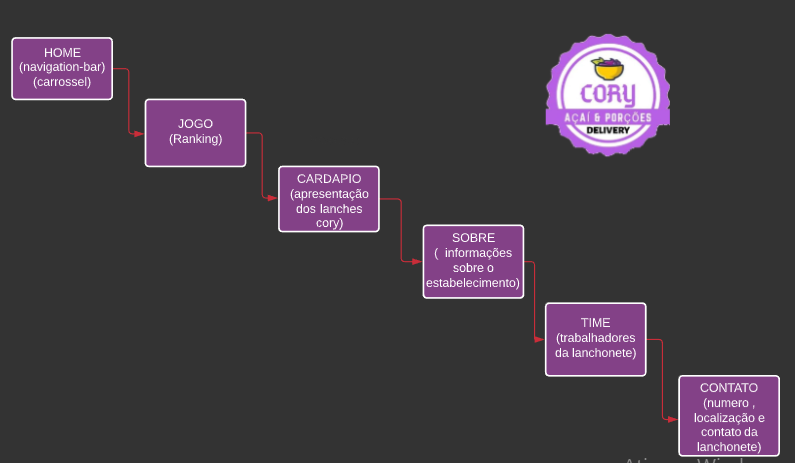 HOME
(navigation-bar)
(carrossel)
JOGO
(Ranking)
CARDAPIO
(apresentação
dos lanches
cory)
SOBRE
( informações
sobre o
estabelecimento)
TIME
(trabalhadores
da lanchonete)
CONTATO
(numero ,
localização e
contato da
lanchonete)
CORY
AÇAÍ & PORÇÕES
DELIVERY